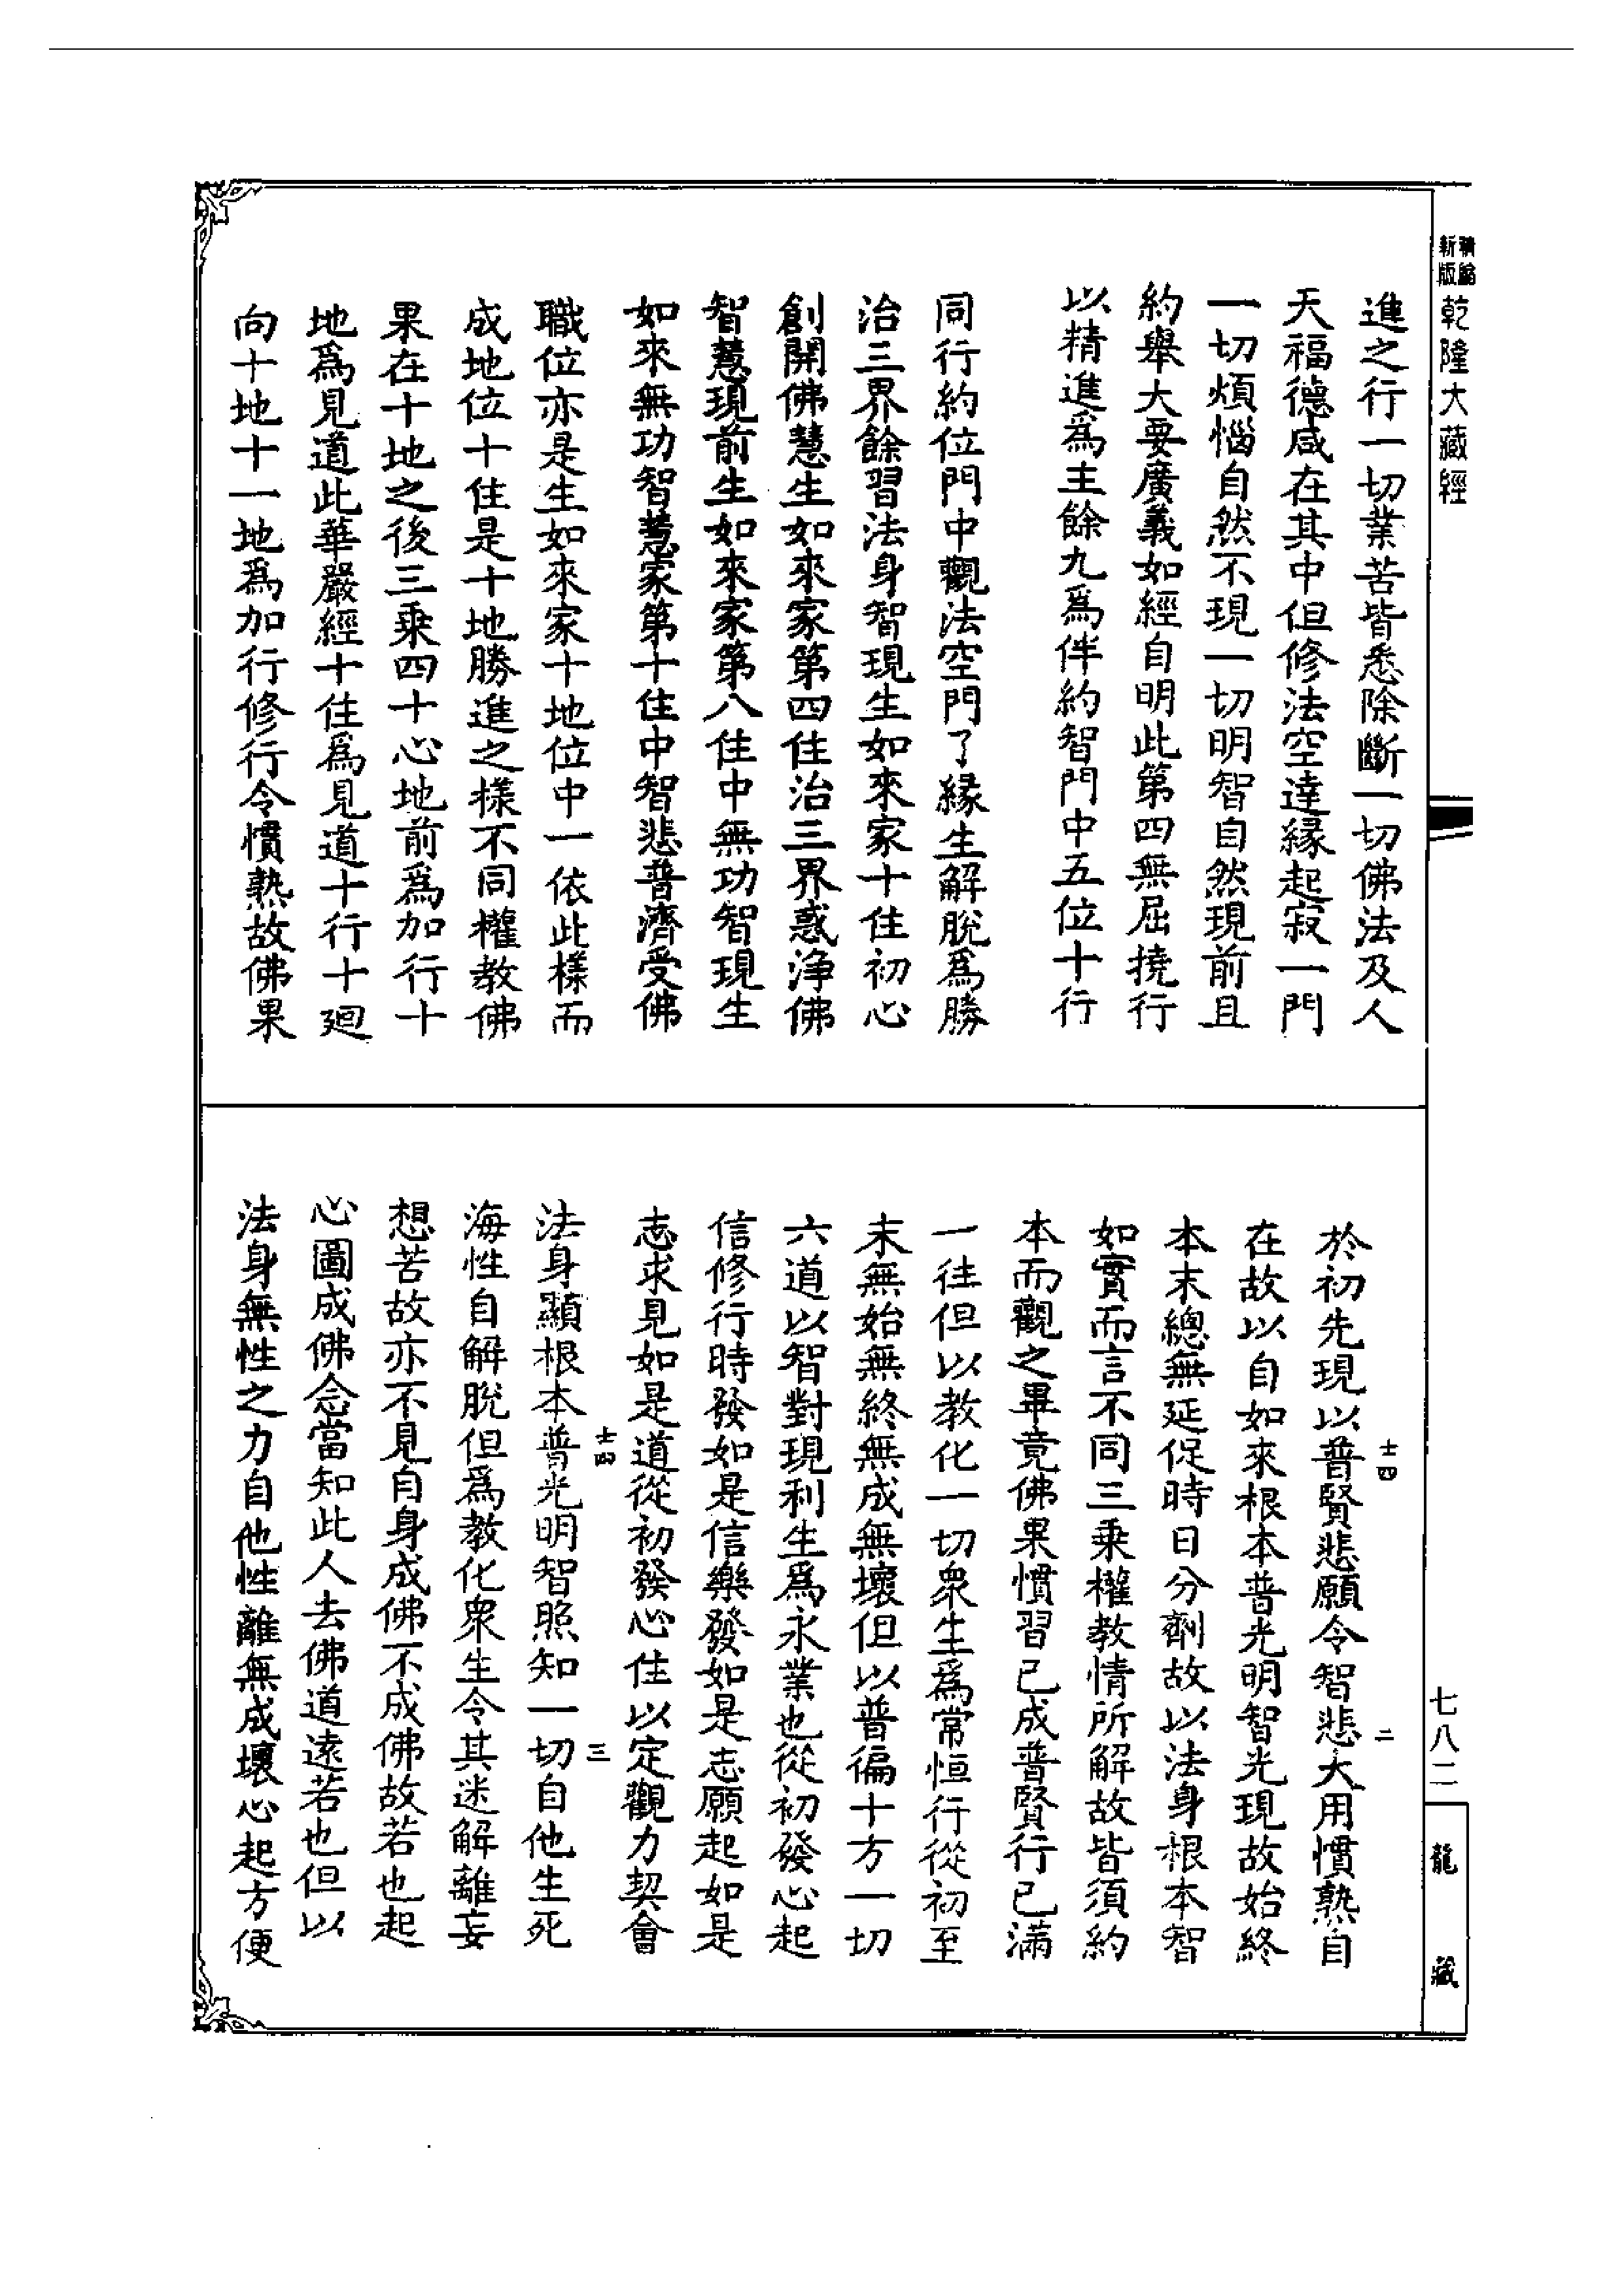 新版
精縮
乾隆大藏經
進之行一切業苦皆悉除斷一切佛法及人
天福德咸在其中但修法空達緣起寂一門
一切煩惱自然不現一切明智自然現前且
約舉大要廣義如經自明此第四無屈撓行
以精進爲主餘九爲伴約智門中五位十行
同行約位門中觀法空門了緣生解脫爲勝
治三界餘習法身智現生如來家十住初心
創開佛慧生如來家第四住治三界惑淨佛
智慧現前生如來家第八住中無功智現生
如來無功智慧家第十住中智悲普濟受佛
職位亦是生如來家十地位中一依此樣而
成地位十住是十地勝進之樣不同權教佛
果在十地之後三乘四十心地前爲加行十
地爲見道此華嚴經十住爲見道十行十廻
向十地十一地爲加行修行令慣熟故佛果
於初先現以普賢悲願令智悲大用慣熟自
在故以自如來根本普光明智光現故始終
本末總無延促時日分劑故以法身根本智
如實而言不同三乘權教情所解故皆須約
本而觀之畢竟佛果慣習已成普賢行已滿
一往但以教化一切衆生爲常恒行從初至
末無始無終無成無壞但以普徧十方一切
六道以智對現利生爲永業也從初發心起
信修行時發如是信樂發如是志願起如是
志求見如是道從初發心住以定觀力契會
法身顯根本普光明智照知一切自他生死
海性自解脫但爲教化衆生令其迷解離妄
想苦故亦不見自身成佛不成佛故若也起
心圖成佛念當知此人去佛道遠若也但以
法身無性之力自他性離無成壞心起方便
士四
二
士四
三
七八二
龍藏